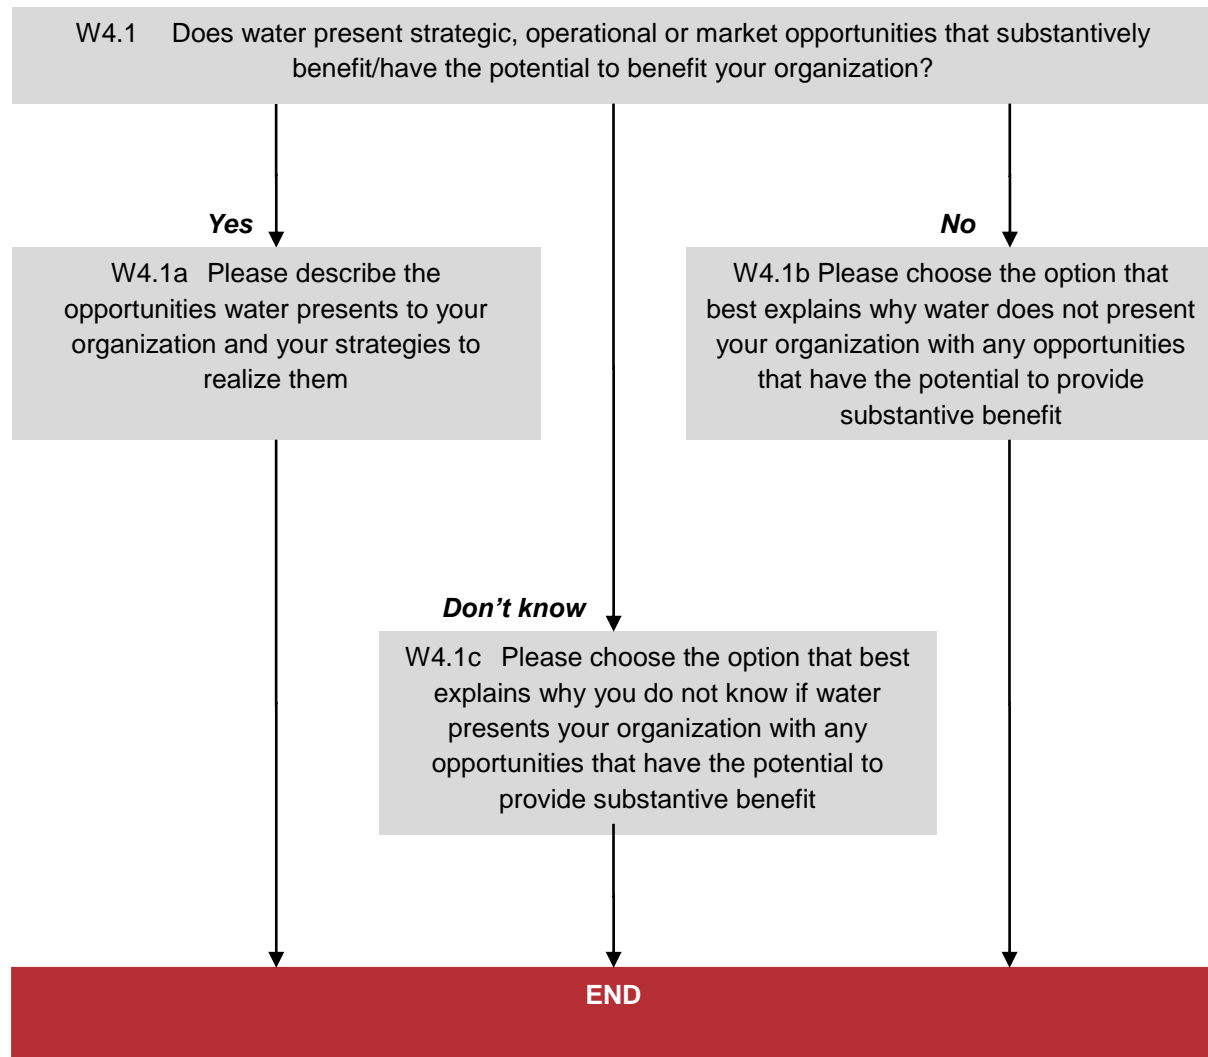 W4.1 Does water present strategic, operational or market opportunities that substantively
benefit/have the potential to benefit your organization?
Yes
No
W4.1a Please describe the
opportunities water presents to your
organization and your strategies to
realize them
W4.1b Please choose the option that
best explains why water does not present
your organization with any opportunities
that have the potential to provide
substantive benefit
Don’t know
W4.1c Please choose the option that best
explains why you do not know if water
presents your organization with any
opportunities that have the potential to
provide substantive benefit
END